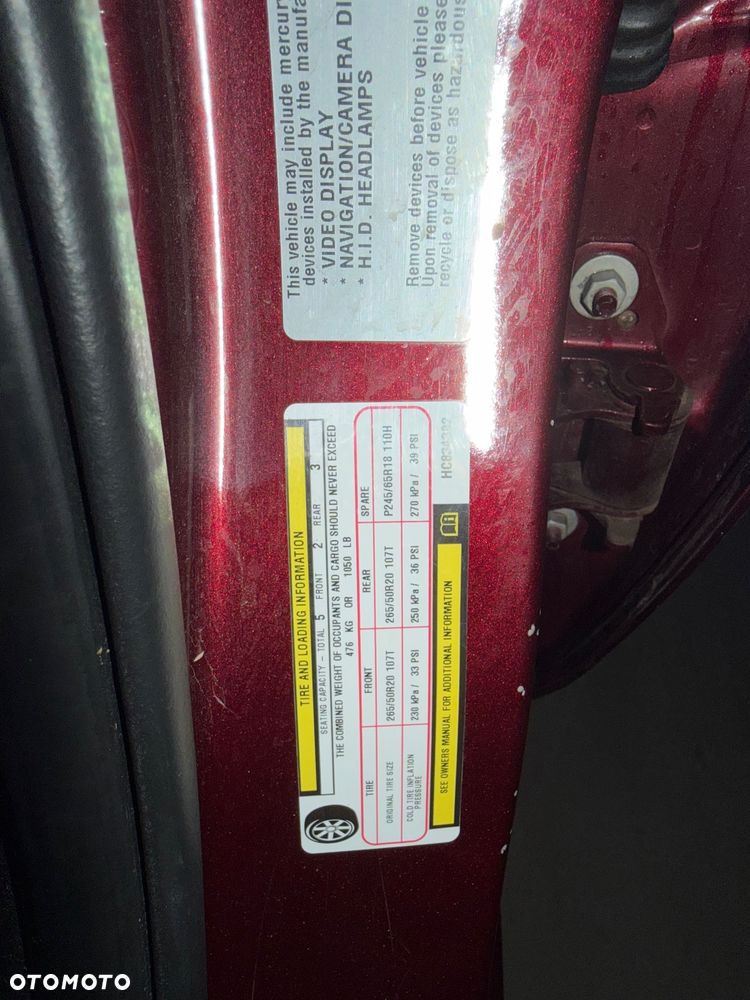 This vehicle may include mercury
devices installed by the manufa
* VIDEO DISPLAY
* NAVIGATION/CAMERA DI
* H.I.D. HEADLAMPS
Remove devices before vehicle
Upon removal of devices please
recycle or dispose as hazardous
TIRE AND LOADING INFORMATION
SEATING CAPACITY - TOTAL 5 FRONT 2 REAR 3
THE COMBINED WEIGHT OF OCCUPANTS AND CARGO SHOULD NEVER EXCEED
476 KG OR 1050 LB
TIRE FRONT REAR SPARE
ORIGINAL TIRE SIZE 265/50R20 107T 265/50R20 107T P245/65R18 110H
COLD TIRE INFLATION PRESSURE 230 kPa / 33 PSI 250 kPa / 36 PSI 270 kPa / 39 PSI
SEE OWNERS MANUAL FOR ADDITIONAL INFORMATION
OTOMOTO